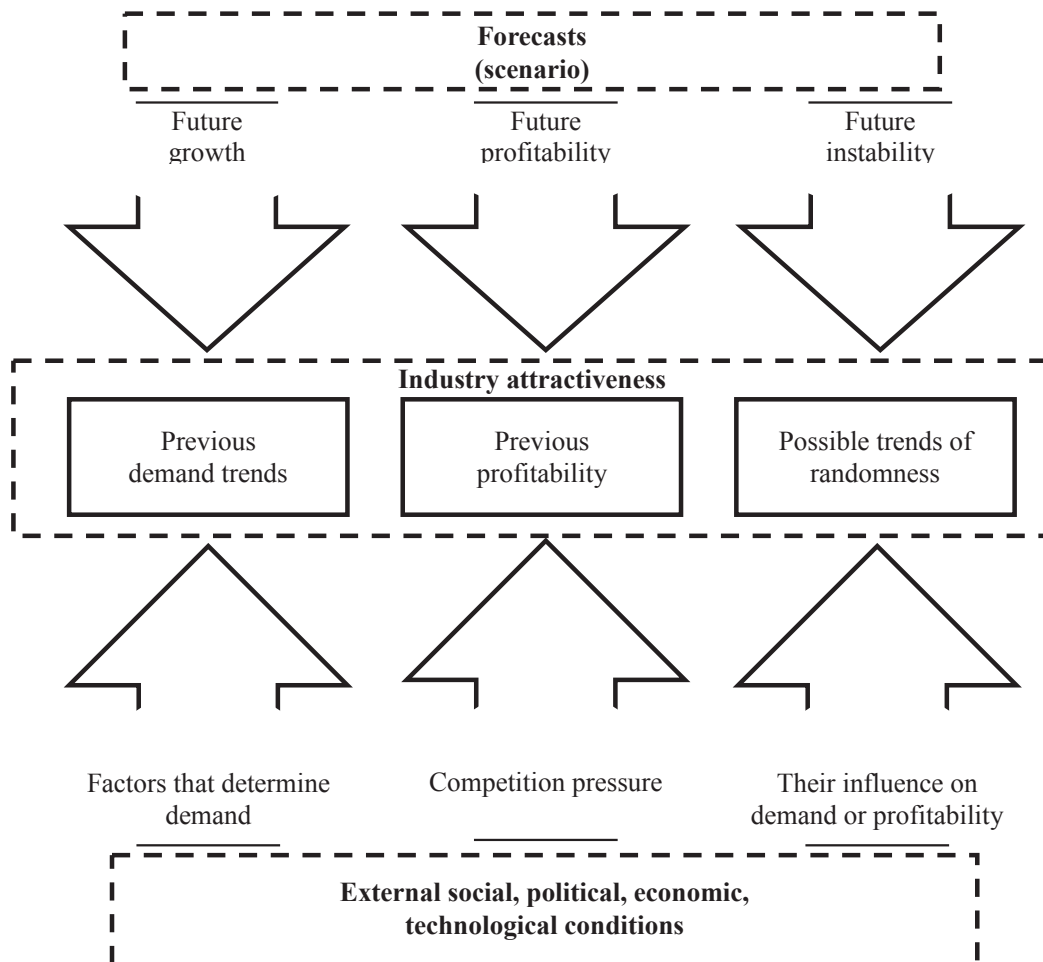 Forecasts
(scenario)
Future
growth
Future
profitability
Future
instability
Industry attractiveness
Previous
demand trends
Previous
profitability
Possible trends of
randomness
Factors that determine
demand
Competition pressure
Their influence on
demand or profitability
External social, political, economic,
technological conditions